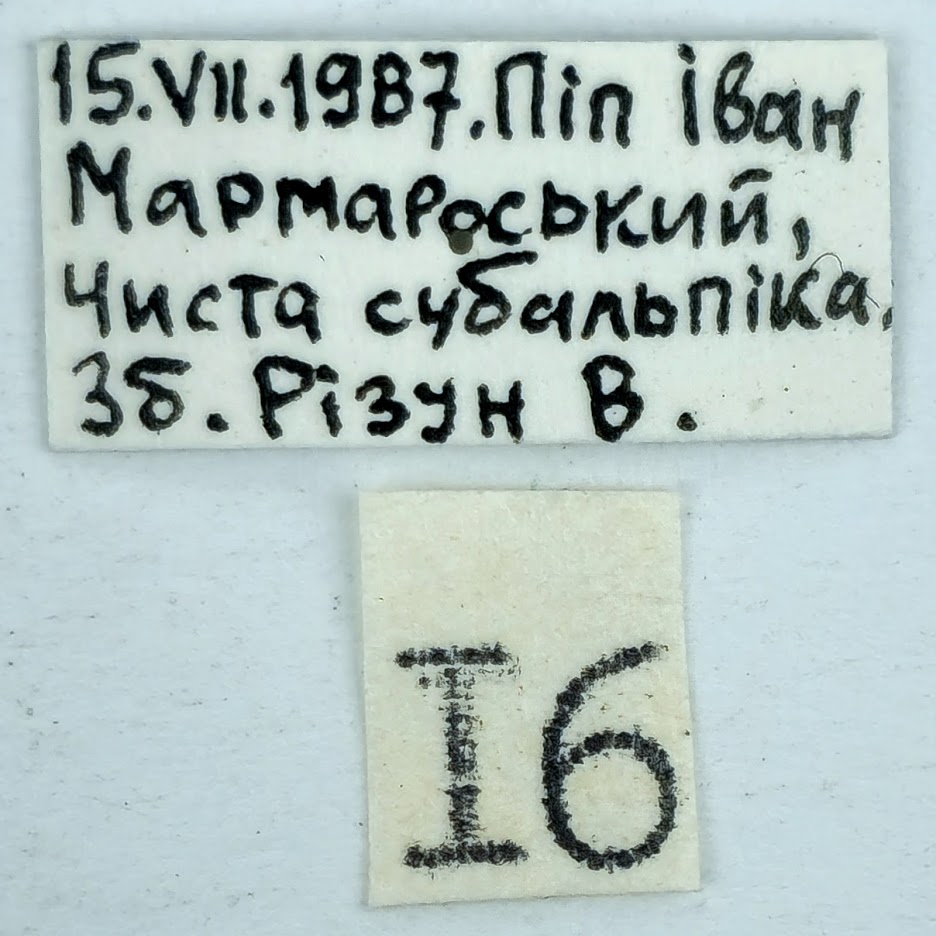 15.VII.1987. Піп Іван
Мармароський,
Чиста субальпіка.
Зб. Різун В.
I6